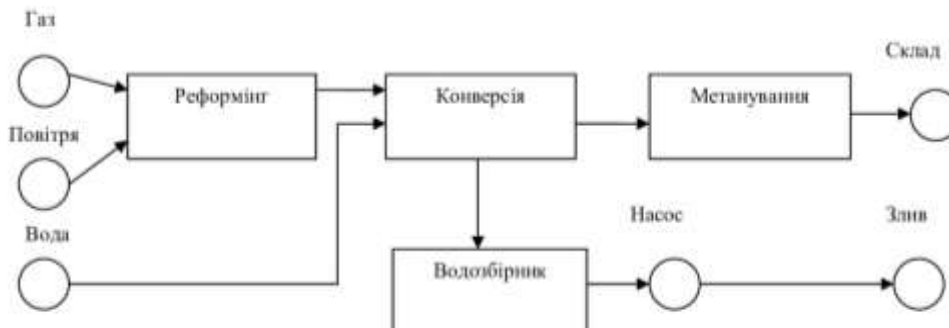 Газ
Склад
Реформінг
Конверсія
Метанування
Повітря
Вода
Насос
Злив
Водозбірник